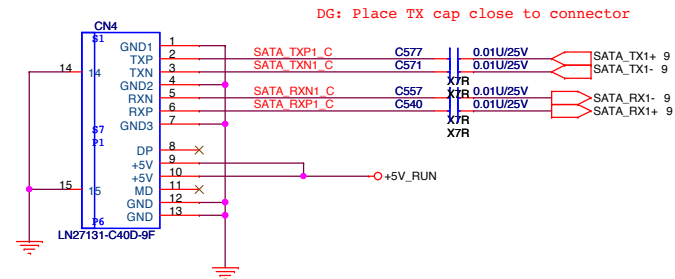 DG: Place TX cap close to connector
CN4
S1
GND1 1
TXP 2 SATA_TXP1_C C577 0.01U/25V SATA_TX1+ 9
14 14 TXN 3 SATA_TXN1_C C571 0.01U/25V SATA_TX1- 9
X7R
GND2 4
RXN 5 SATA_RXN1_C C557 X7R 0.01U/25V SATA_RX1- 9
RXP 6 SATA_RXP1_C C540 0.01U/25V SATA_RX1+ 9
GND3 7
X7R
S7
X7R
P1
DP 8
+5V 9
+5V 10 +5V_RUN
15 15 MD 11
GND 12
P6 GND 13
LN27131-C40D-9F